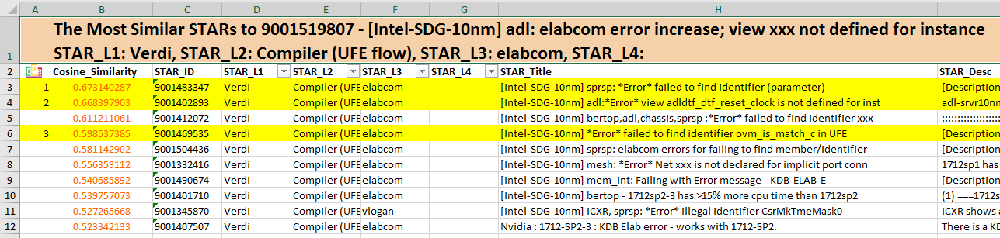 A B C D E F G H
1 The Most Similar STARs to 9001519807 - [Intel-SDG-10nm] adl: elabcom error increase; view xxx not defined for instance
STAR_L1: Verdi, STAR_L2: Compiler (UFE flow), STAR_L3: elabcom, STAR_L4:
2 Cosine_Similarity STAR_ID STAR_L1 STAR_L2 STAR_L3 STAR_L4 STAR_Title STAR_Desc
3 1 0.673140287 9001483347 Verdi Compiler (UFE elabcom [Intel-SDG-10nm] sprsp: *Error* failed to find identifier (parameter) [Description
4 2 0.668397903 9001402893 Verdi Compiler (UFE elabcom [Intel-SDG-10nm] adl:*Error* view adldtf_dtf_reset_clock is not defined for inst adl-srvr10nm
5 0.611211061 9001412072 Verdi Compiler (UFE elabcom [Intel-SDG-10nm] bertop,adl,chassis,sprsp :*Error* failed to find identifier xxx
6 3 0.598537385 9001469535 Verdi Compiler (UFE elabcom [Intel-SDG-10nm] *Error* failed to find identifier ovm_is_match_c in UFE [Description
7 0.581142902 9001504436 Verdi Compiler (UFE elabcom [Intel-SDG-10nm] sprsp: elabcom errors for failing to find member/identifier [Description
8 0.556359112 9001332416 Verdi Compiler (UFE elabcom [Intel-SDG-10nm] mesh: *Error* Net xxx is not declared for implicit port conn 1712sp1 has
9 0.540685892 9001490674 Verdi Compiler (UFE elabcom [Intel-SDG-10nm] mem_int: Failing with Error message - KDB-ELAB-E [Description
10 0.539757073 9001401710 Verdi Compiler (UFE elabcom [Intel-SDG-10nm] bertop - 1712sp2-3 has >15% more cpu time than 1712sp2 (1) ===1712s
11 0.527265668 9001345870 Verdi Compiler (UFE vlogan [Intel-SDG-10nm] ICXR, sprsp: *Error* illegal identifier CsrMkTmeMask0 ICXR shows a
12 0.523342133 9001407507 Verdi Compiler (UFE elabcom Nvidia : 1712-SP2-3 : KDB Elab error - works with 1712-SP2. There is a KD